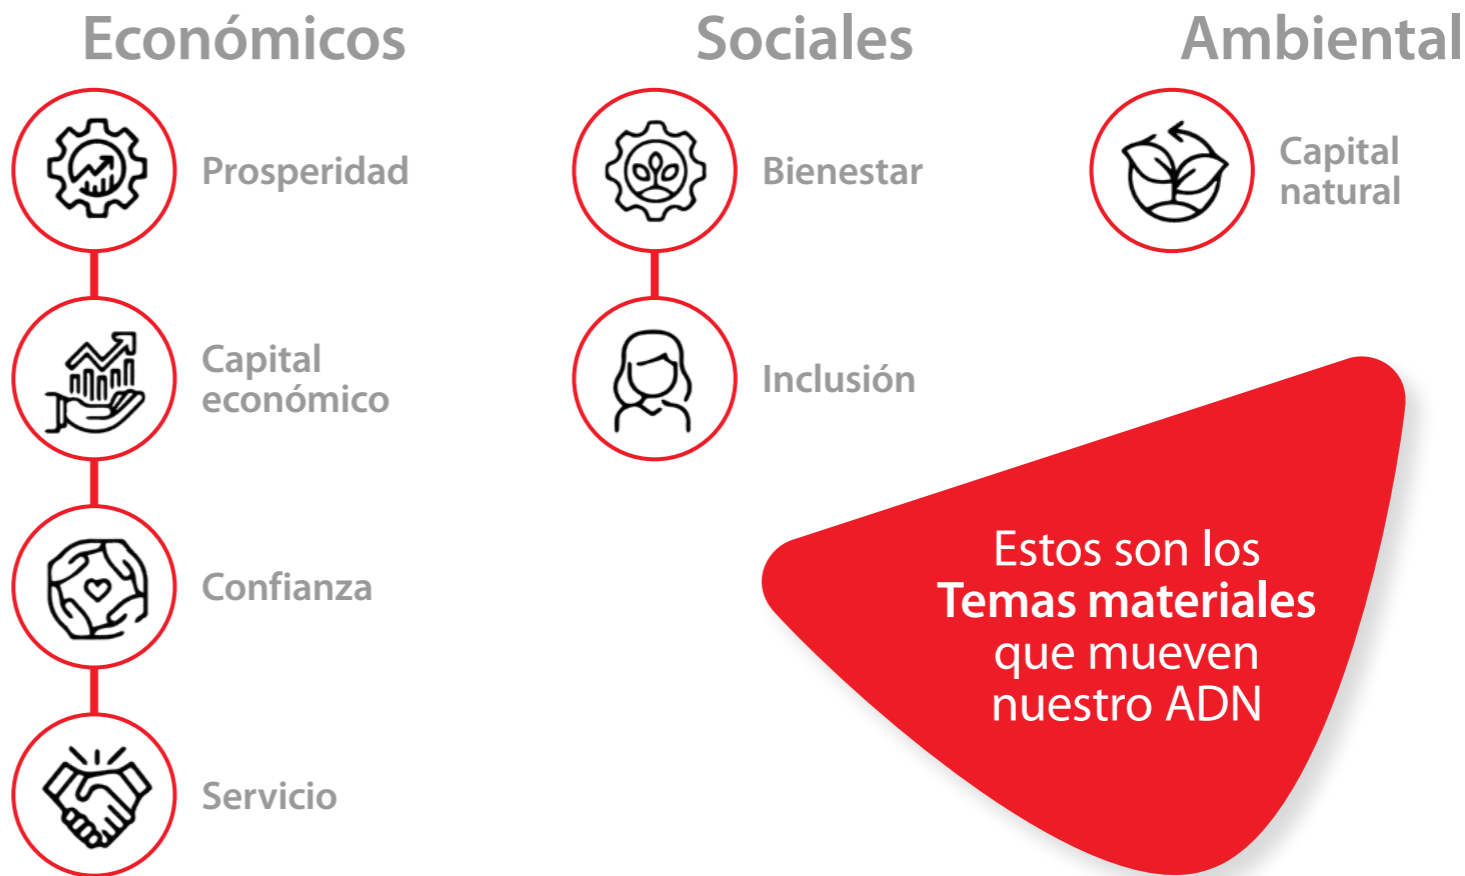 Económicos
Prosperidad
Capital
económico
Confianza
Servicio
Sociales
Bienestar
Inclusión
Ambiental
Capital
natural
Estos son los
Temas materiales
que mueven
nuestro ADN